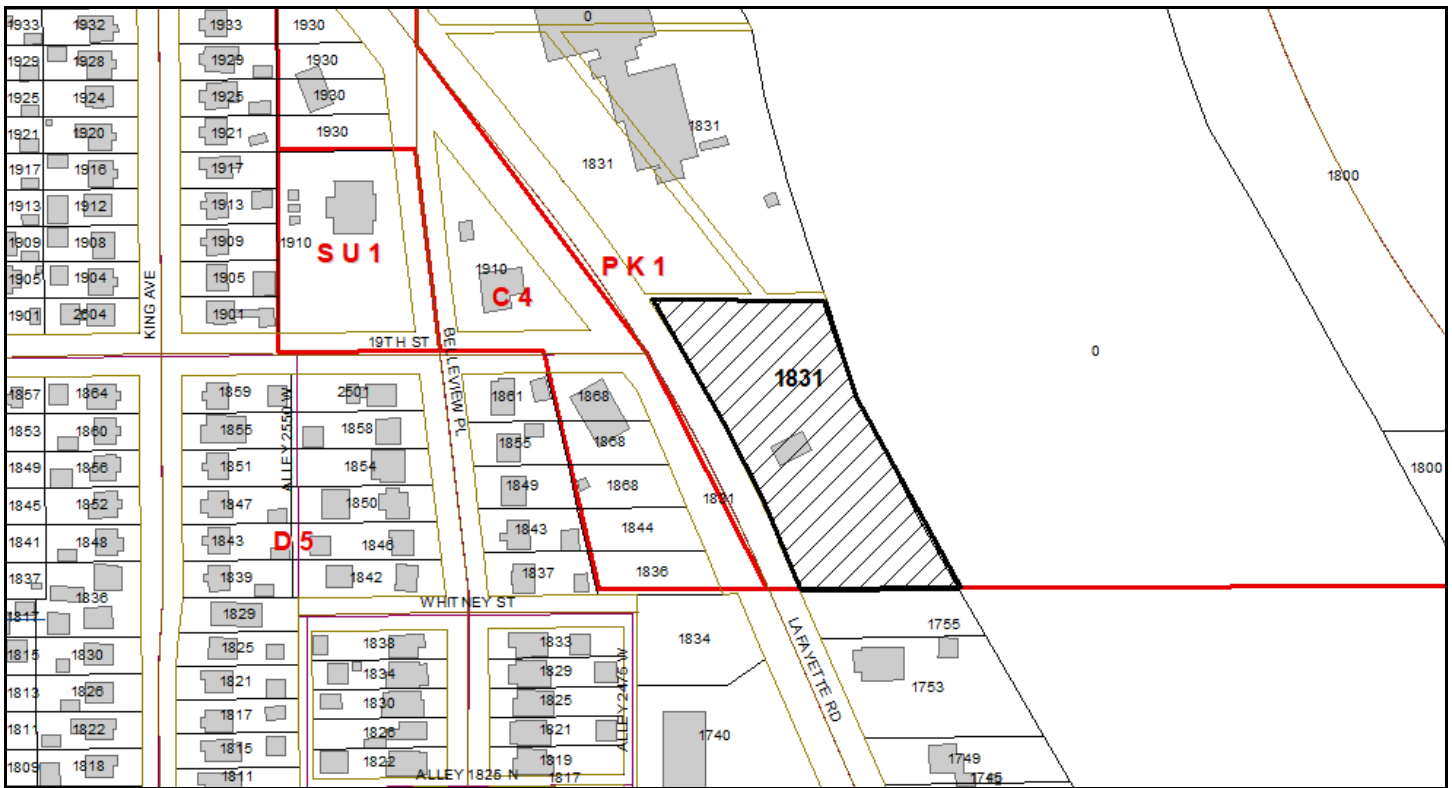 1933 1932 1933 1930 0
1929 1928 1929 1930
1925 1924 1925 1930
1921 1920 1921 1930 1831
1917 1916 1917 1831 1800
1913 1912 1913
1909 1908 1909 1910 S U 1 P K 1
1905 1904 1905 1910 C 4
1901 2604 1901
KING AVE
19TH ST
BELLEVIEW PL
0
1857 1864 1859 2501 1861 1868 1831
ALLEY 2550 W
1853 1860 1855 1858 1855 1868
1849 1856 1851 1854 1849 1868 1831 1800
1845 1852 1847 1850 1843 1844
1841 1848 1843 D 5 1846
1837 1839 1842 1837 1836
1836
WHITNEY ST
1817 1829
LAFAYETTE RD
1815 1830 1825 1838 1833 1834 1755
1813 1826 1821 1834 1829 1753
ALLEY 2475 W
1811 1822 1817 1830 1825
1809 1818 1815 1826 1821 1740 1749
1811 1822 1819 1745
ALLEY 1825 N 1817